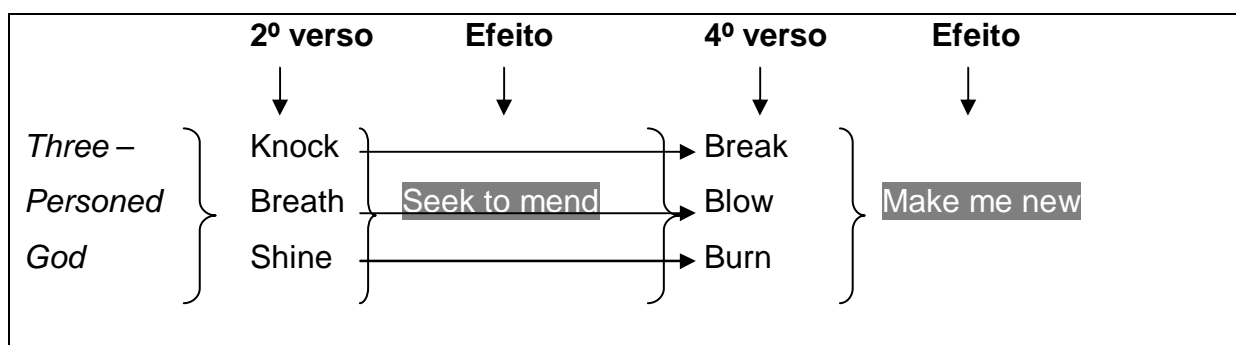 2º verso Efeito 4º verso Efeito
Three – Knock Break
Personed Breath Seek to mend Blow Make me new
God Shine Burn